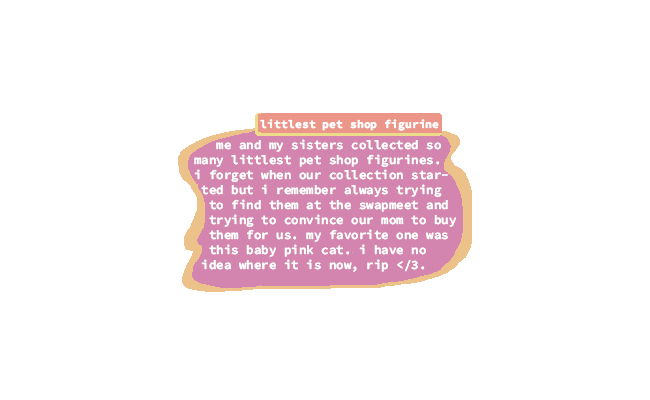 littlest pet shop figurine
me and my sisters collected so
many littlest pet shop figurines.
i forget when our collection star-
ted but i remember always trying
to find them at the swapmeet and
trying to convince our mom to buy
them for us. my favorite one was
this baby pink cat. i have no
idea where it is now, rip </3.